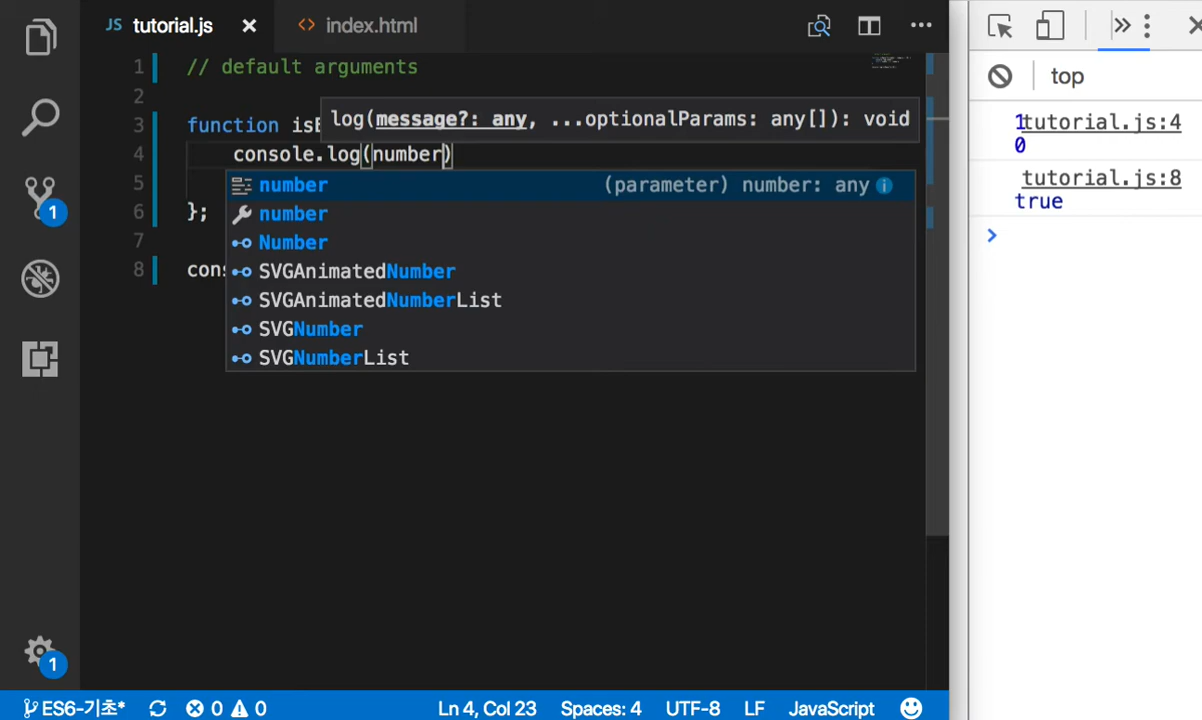 JS tutorial.js × <> index.html
1 // default arguments
2
3 function isE
log(message?: any, ...optionalParams: any[]): void
4 console.log(number)
5
number (parameter) number: any
number
6 };
7
Number
8 cons
SVGAnimatedNumber
SVGAnimatedNumberList
SVGNumber
SVGNumberList
1
1
ES6-기초* 0 0 Ln 4, Col 23 Spaces: 4 UTF-8 LF JavaScript
top
1 tutorial.js:4
0
tutorial.js:8
true